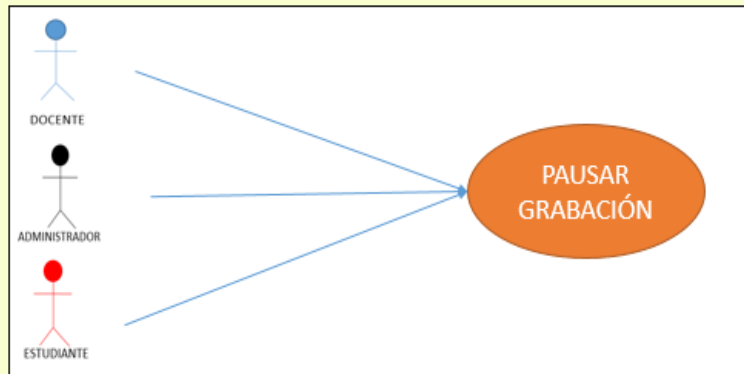 DOCENTE
ADMINISTRADOR
ESTUDIANTE
PAUSAR
GRABACIÓN